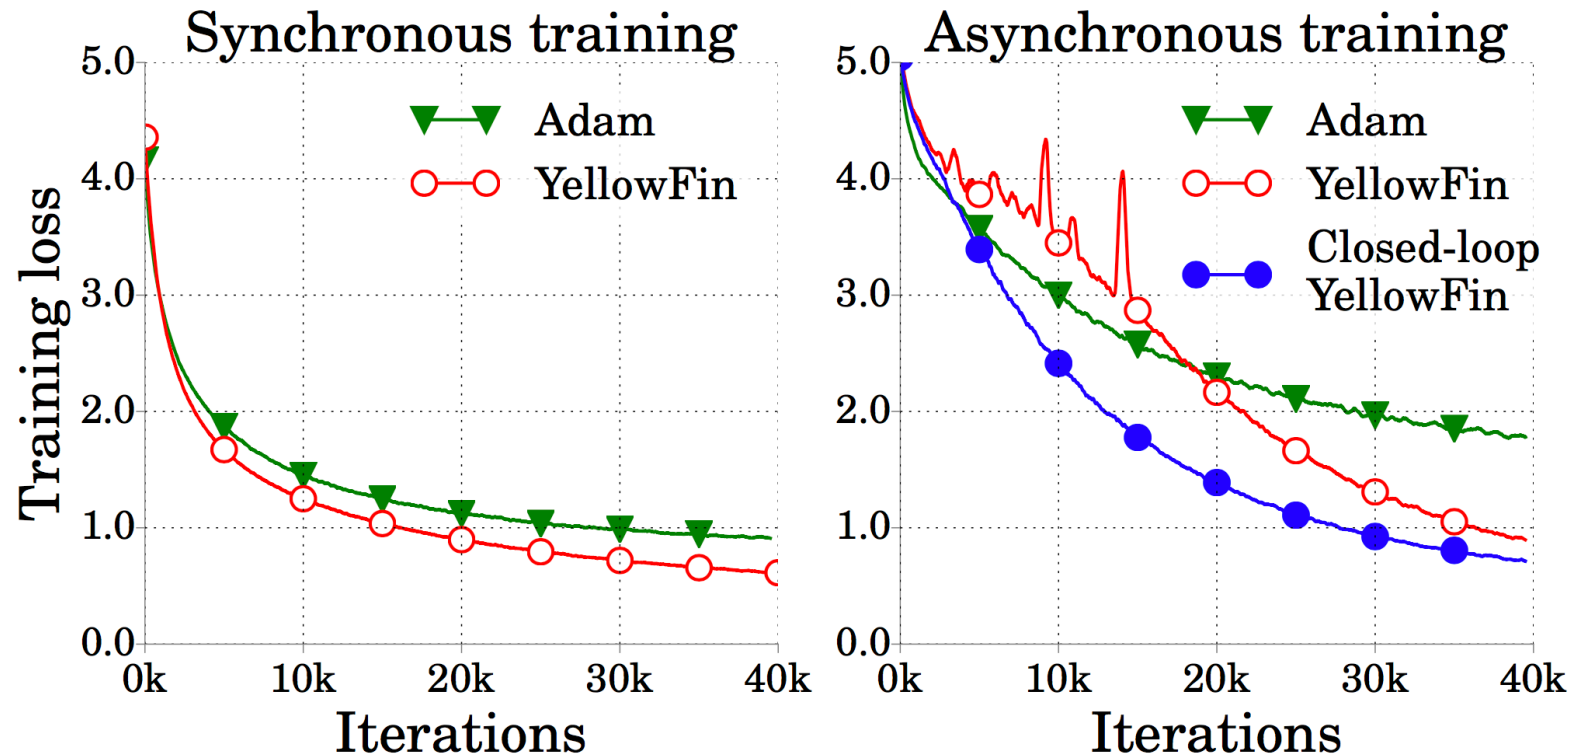 Synchronous training
Training loss
5.0
4.0
3.0
2.0
1.0
0.0
Adam
YellowFin
0k 10k 20k 30k 40k
Iterations
Asynchronous training
5.0
4.0
3.0
2.0
1.0
0.0
Adam
YellowFin
Closed-loop
YellowFin
0k 10k 20k 30k 40k
Iterations